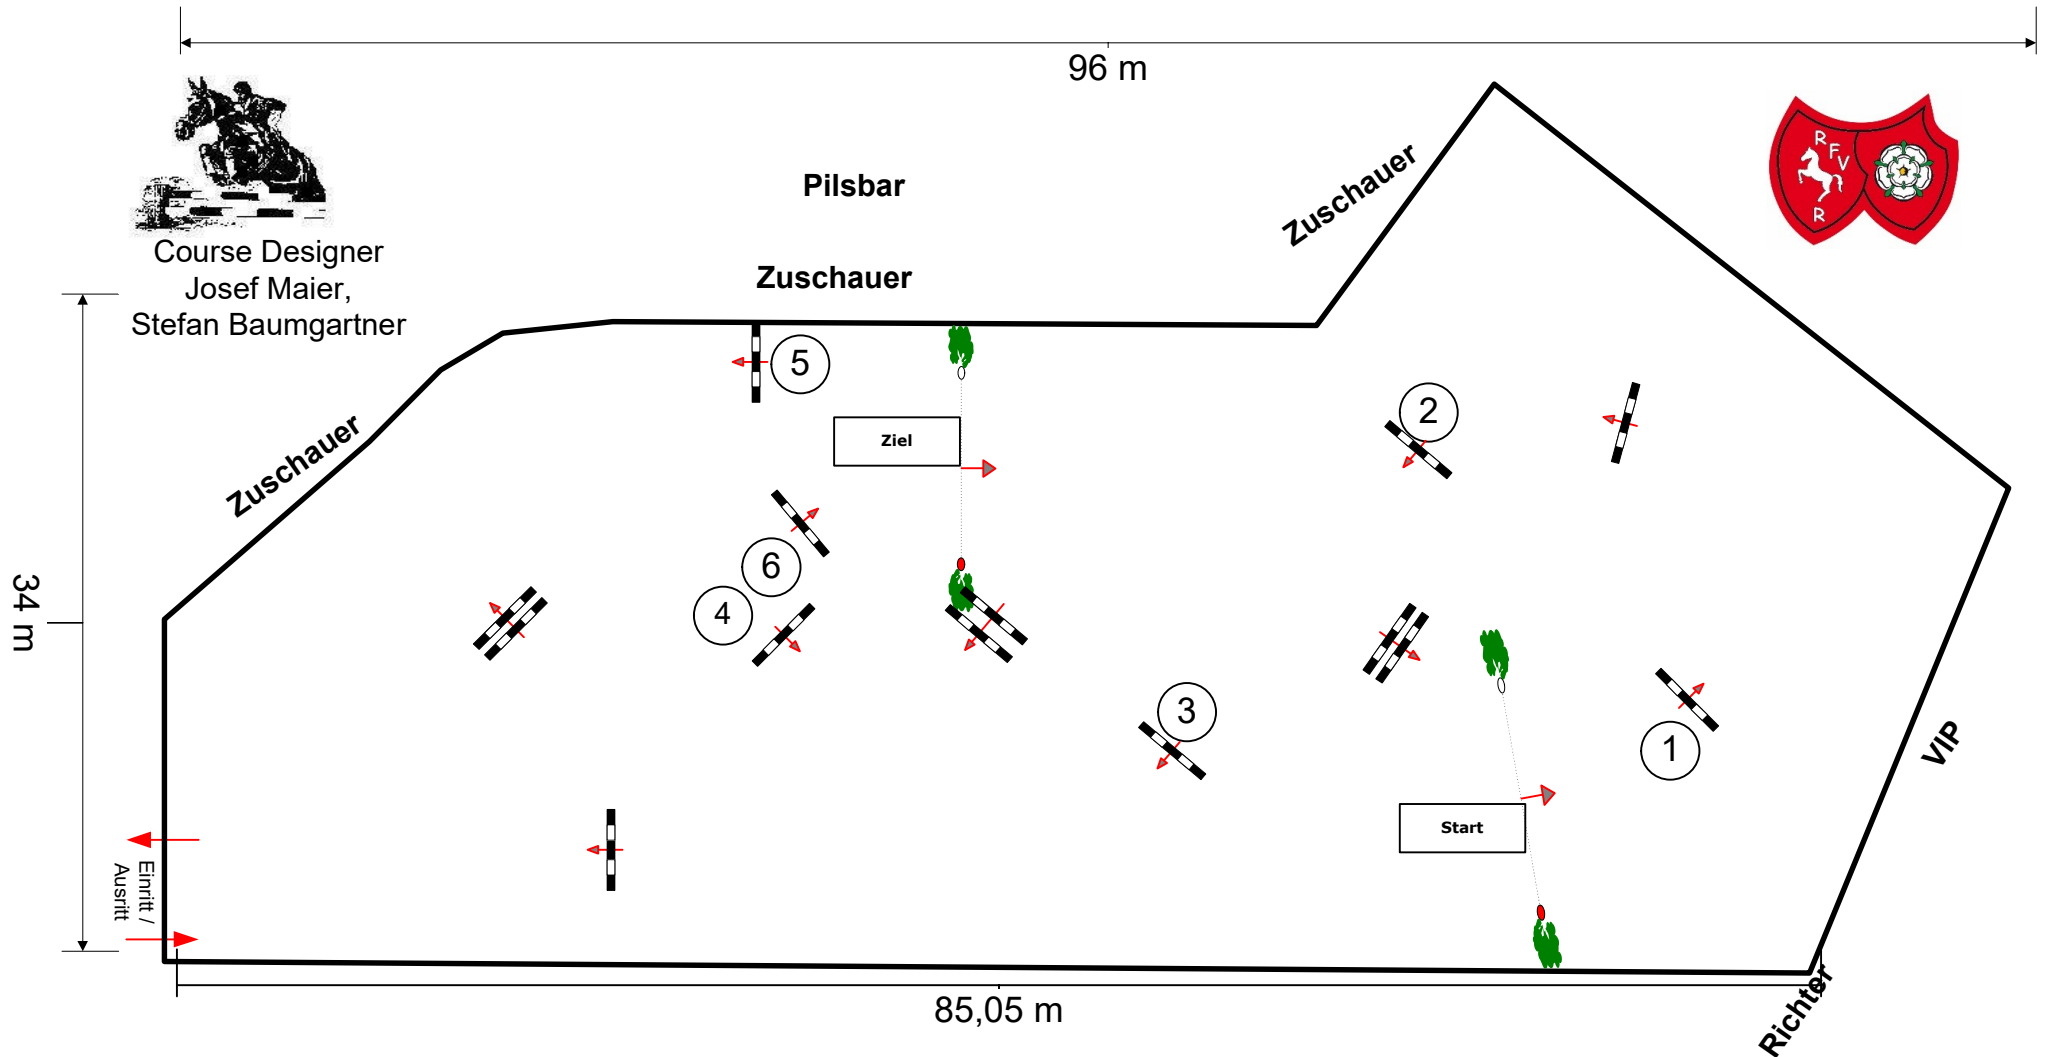 96 m
R
F
V
R
Pilsbar
Zuschauer
Course Designer
Josef Maier,
Stefan Baumgartner
Zuschauer
Zuschauer
5
2
Ziel
6
4
34 m
3
1
VIP
Start
Einritt /
Ausritt
85,05 m
Richter